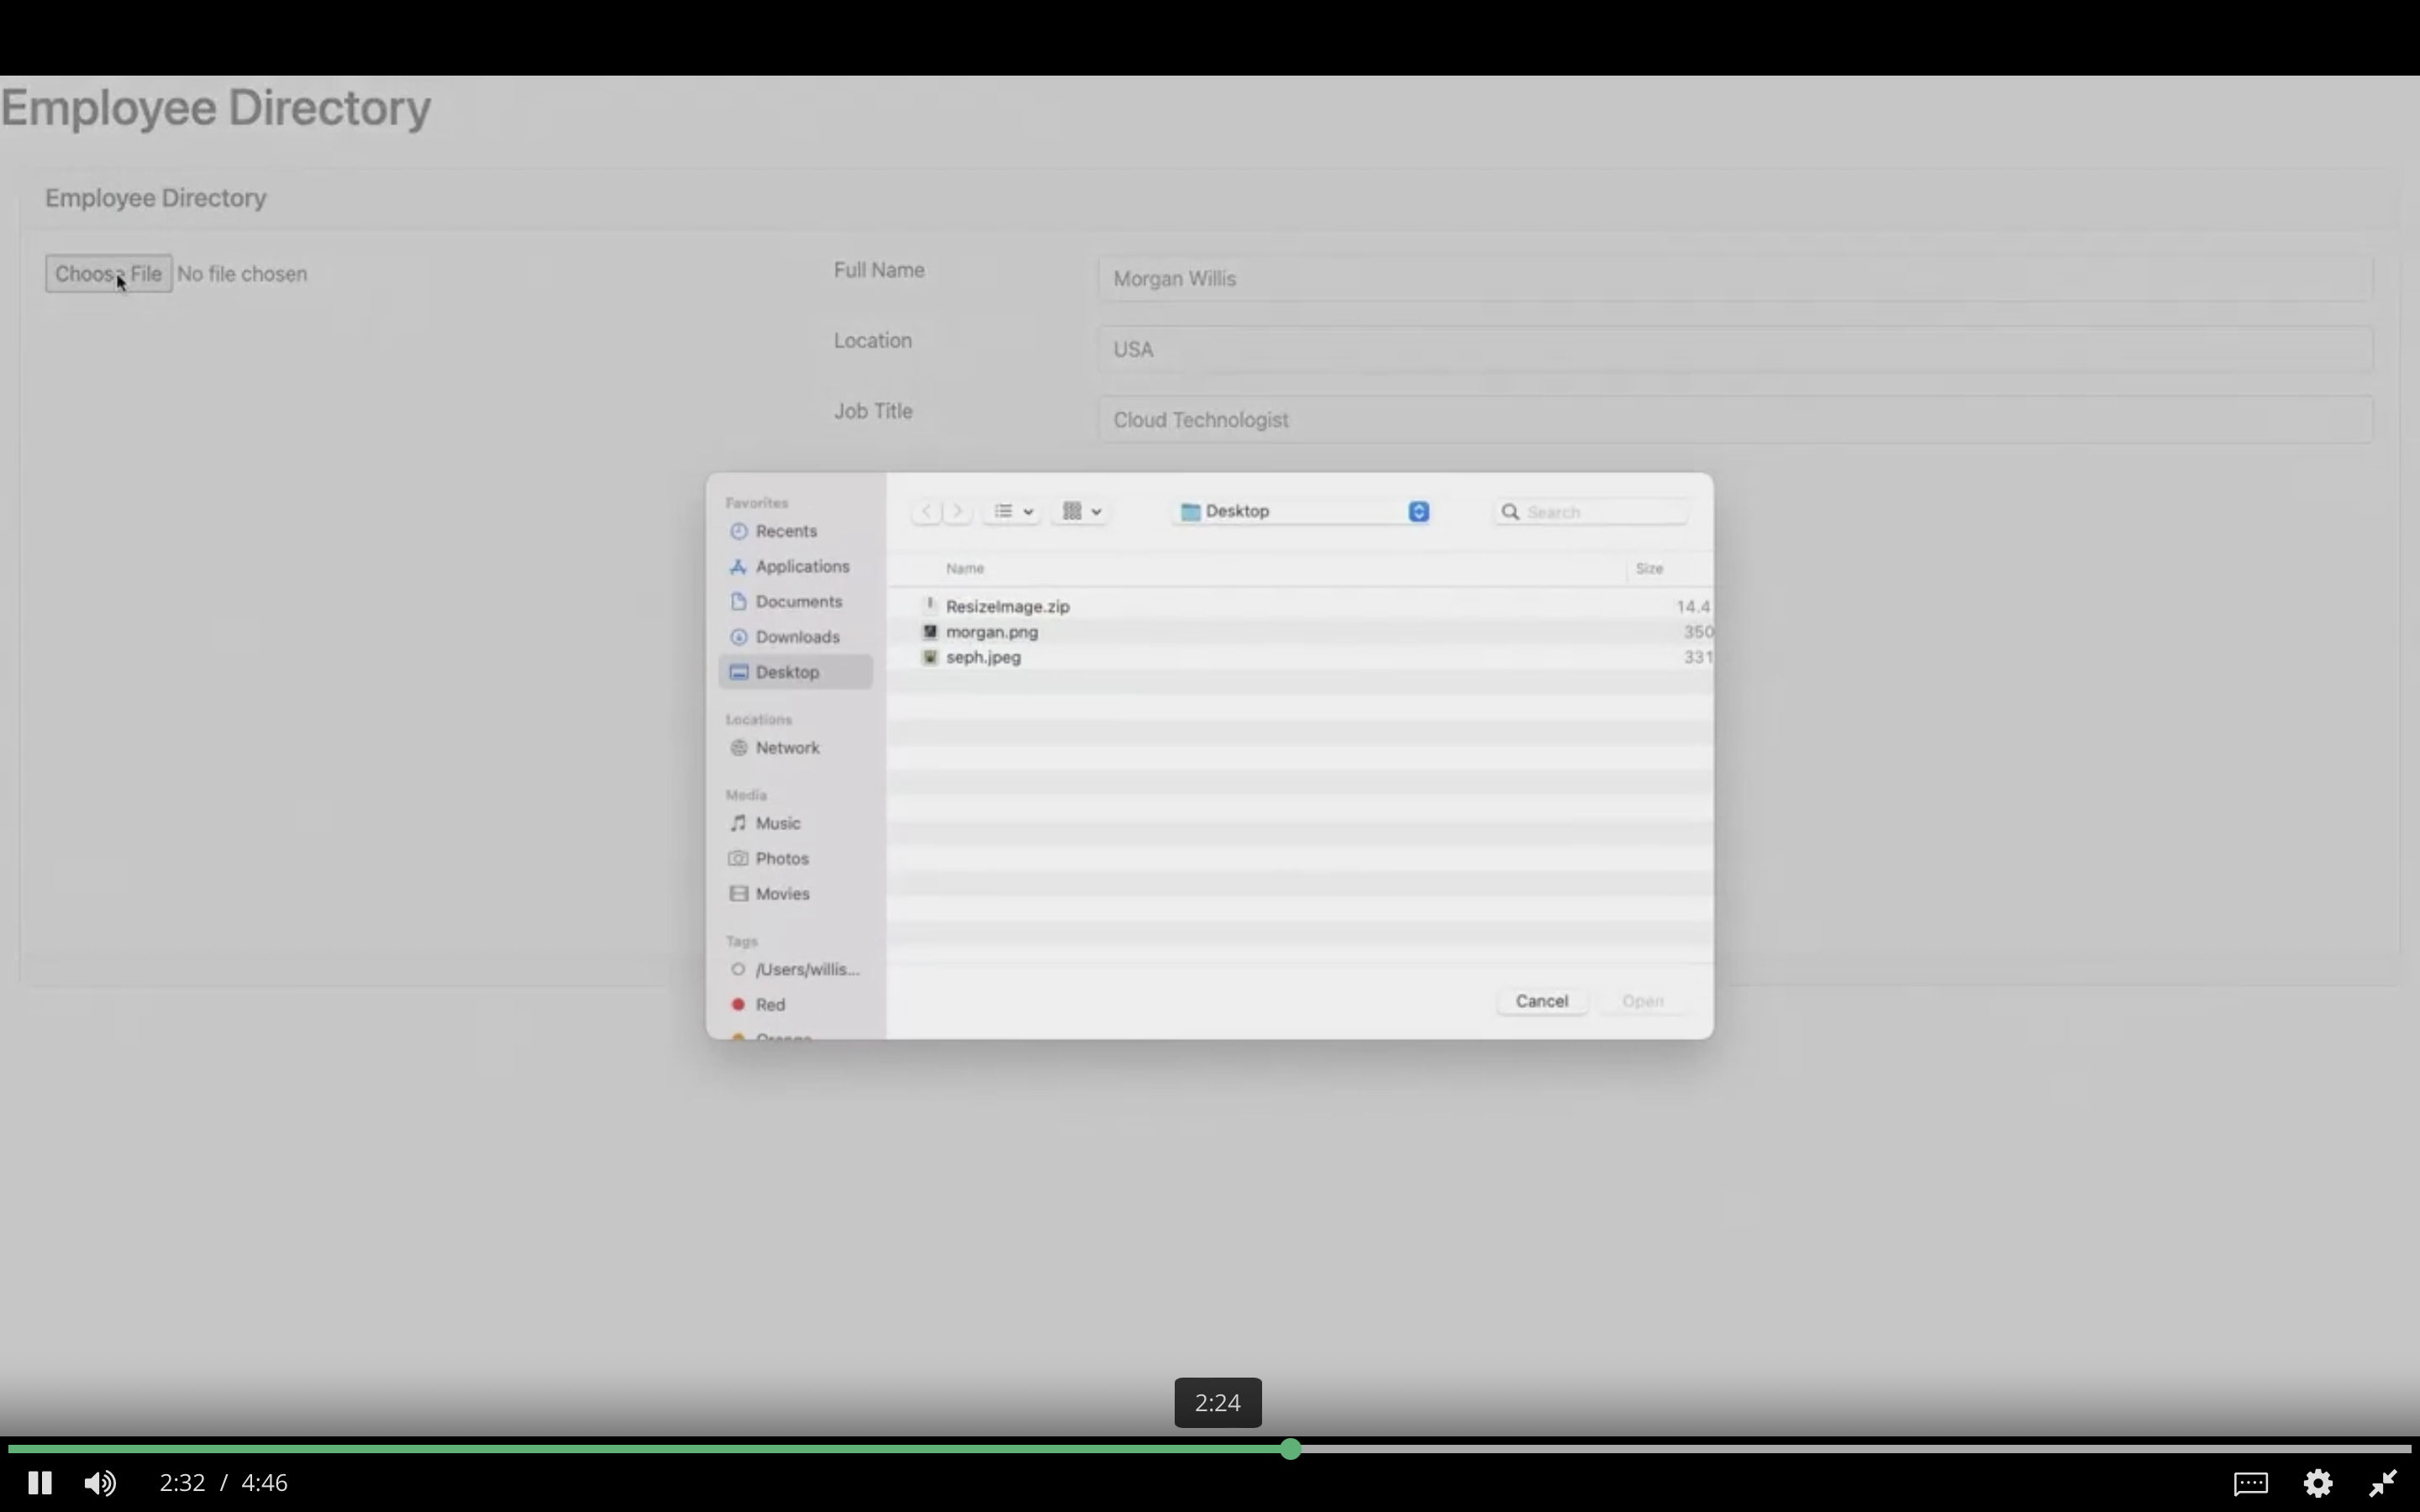 Employee Directory
Employee Directory
Choose File No file chosen
Full Name
Morgan Willis
Location
USA
Job Title
Cloud Technologist
Favorites
Recents
Applications
Documents
Downloads
Desktop
Locations
Network
Media
Music
Photos
Movies
Tags
/Users/willis...
Red
Orange
Desktop
Search
Name Size
ResizeImage.zip 14.4
morgan.png 350
seph.jpeg 331
Cancel Open
2:24
2:32 / 4:46